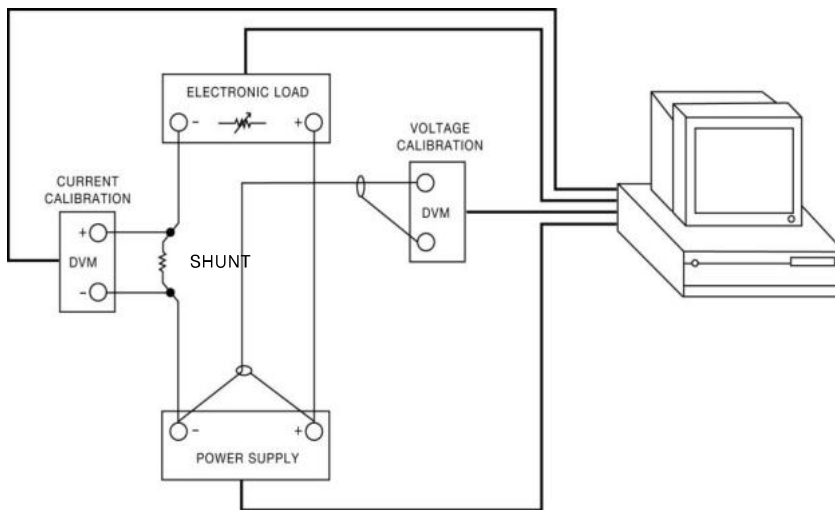 ELECTRONIC LOAD
- +
VOLTAGE
CALIBRATION
DVM
CURRENT
CALIBRATION
+
DVM
-
SHUNT
- +
POWER SUPPLY